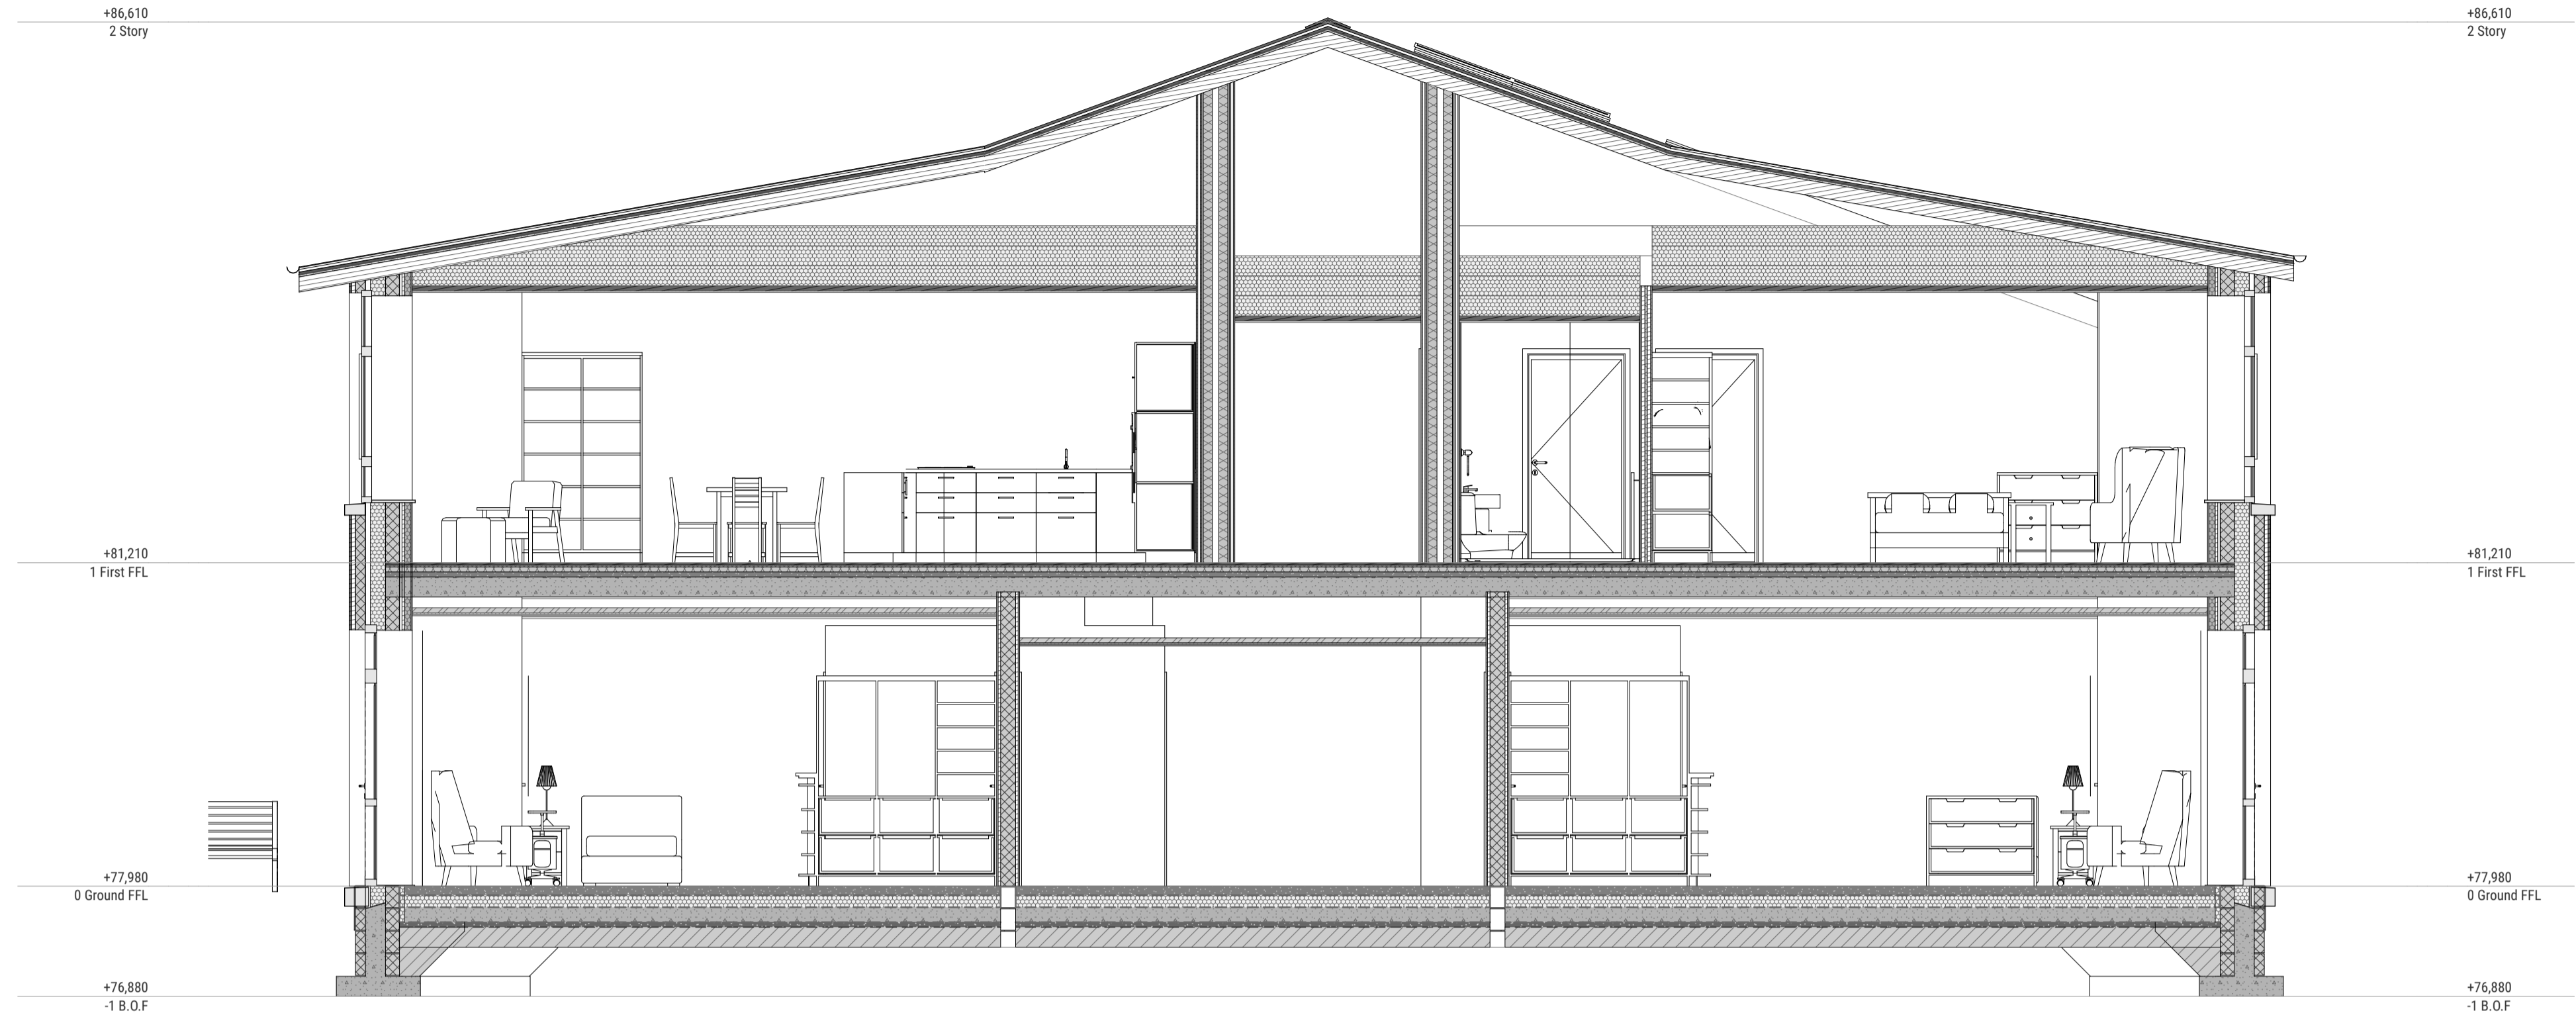 +86,610
2 Story
+86,610
2 Story
+81,210
1 First FFL
+81,210
1 First FFL
+77,980
0 Ground FFL
+77,980
0 Ground FFL
+76,880
-1 B.O.F
+76,880
-1 B.O.F